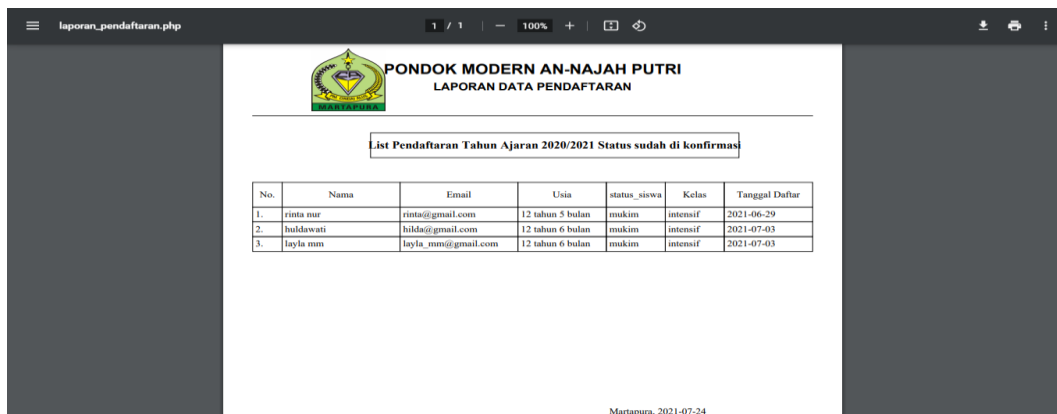 laporan_pendaftaran.php 1 / 1 100%
PONDOK MODERN AN-NAJAH PUTRI
LAPORAN DATA PENDAFTARAN
MARTAPURA
List Pendaftaran Tahun Ajaran 2020/2021 Status sudah di konfirmasi
No. Nama Email Usia status_siswa Kelas Tanggal Daftar
1. rinta nur rinta@gmail.com 12 tahun 5 bulan mukim intensif 2021-06-29
2. huldawati hilda@gmail.com 12 tahun 6 bulan mukim intensif 2021-07-03
3. layla mm layla_mm@gmail.com 12 tahun 6 bulan mukim intensif 2021-07-03
Martapura, 2021-07-24